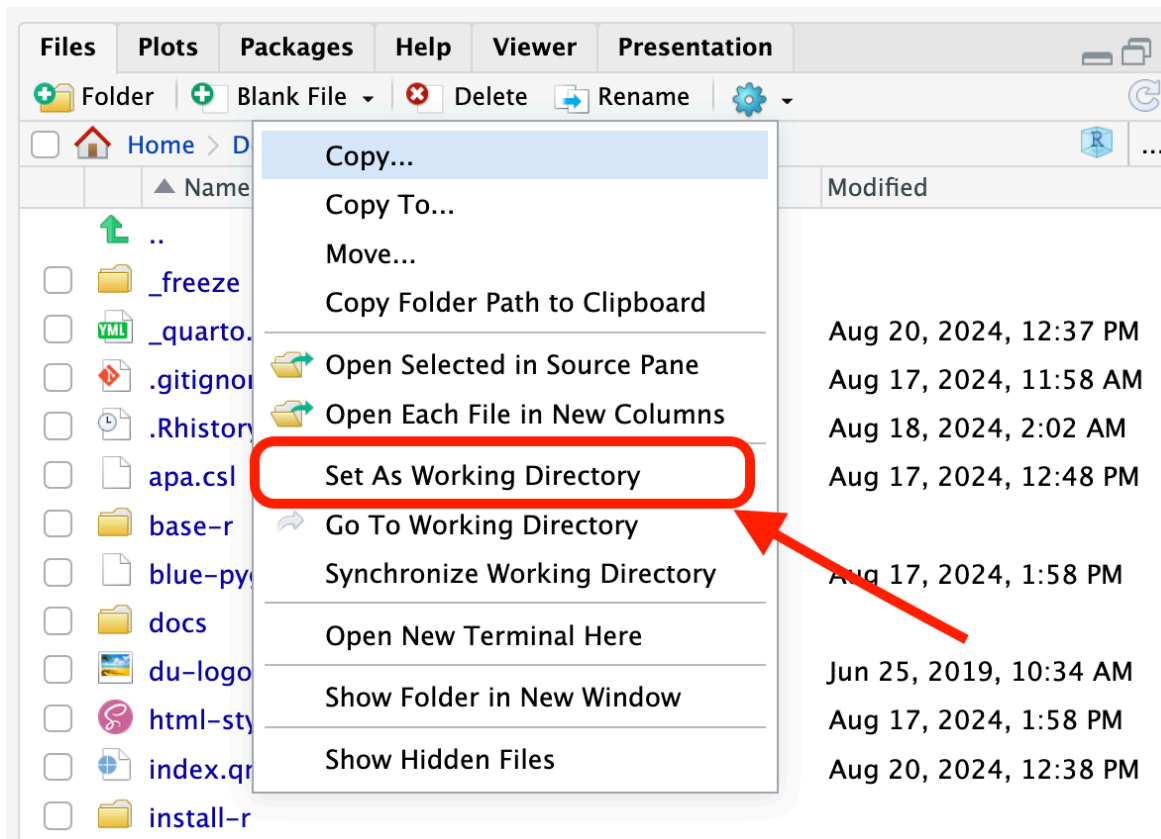 Files Plots Packages Help Viewer Presentation
Folder Blank File Delete Rename
Home > D
Name Modified
Copy...
Copy To...
..
Move...
_freeze
Copy Folder Path to Clipboard
YML _quarto. Aug 20, 2024, 12:37 PM
Open Selected in Source Pane
.gitignor Aug 17, 2024, 11:58 AM
Open Each File in New Columns
.Rhistory Aug 18, 2024, 2:02 AM
Set As Working Directory
apa.csl Aug 17, 2024, 12:48 PM
Go To Working Directory
base-r
Synchronize Working Directory
blue-pyg Aug 17, 2024, 1:58 PM
docs
Open New Terminal Here
du-logo Jun 25, 2019, 10:34 AM
Show Folder in New Window
html-sty Aug 17, 2024, 1:58 PM
Show Hidden Files
index.qr Aug 20, 2024, 12:38 PM
install-r